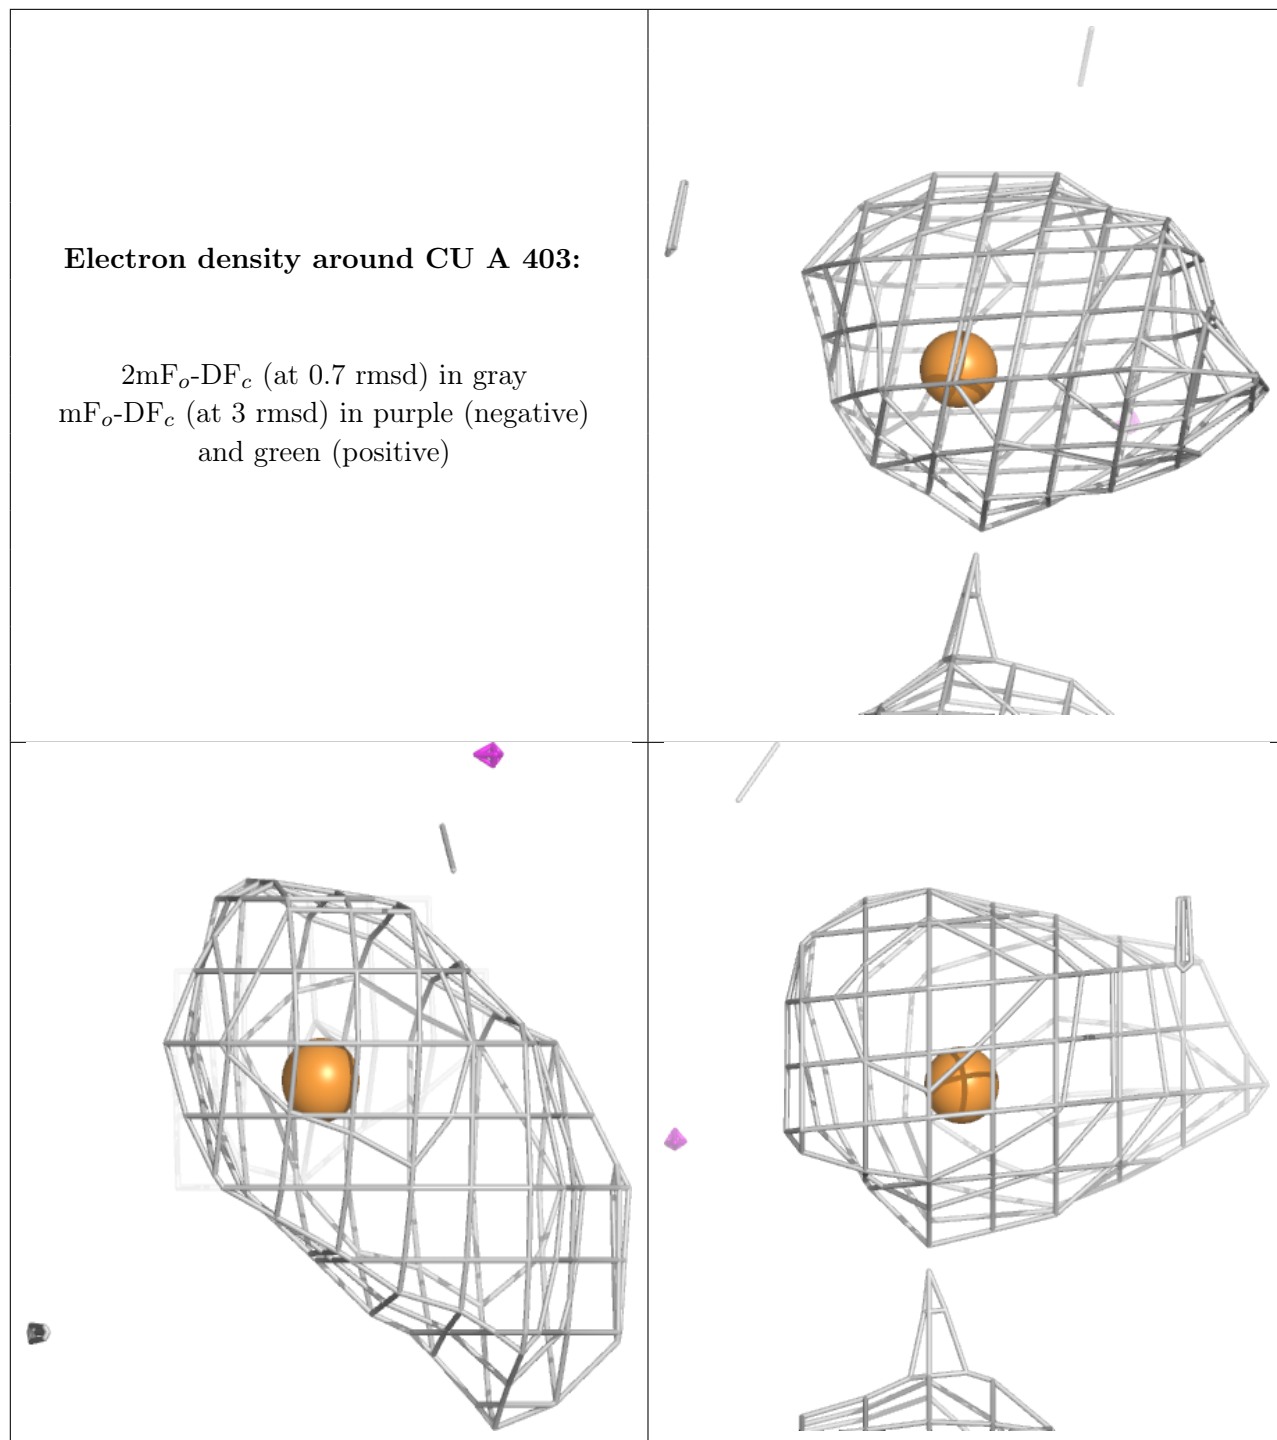 Electron density around CU A 403:
2mFo-DFc (at 0.7 rmsd) in gray
mFo-DFc (at 3 rmsd) in purple (negative)
and green (positive)